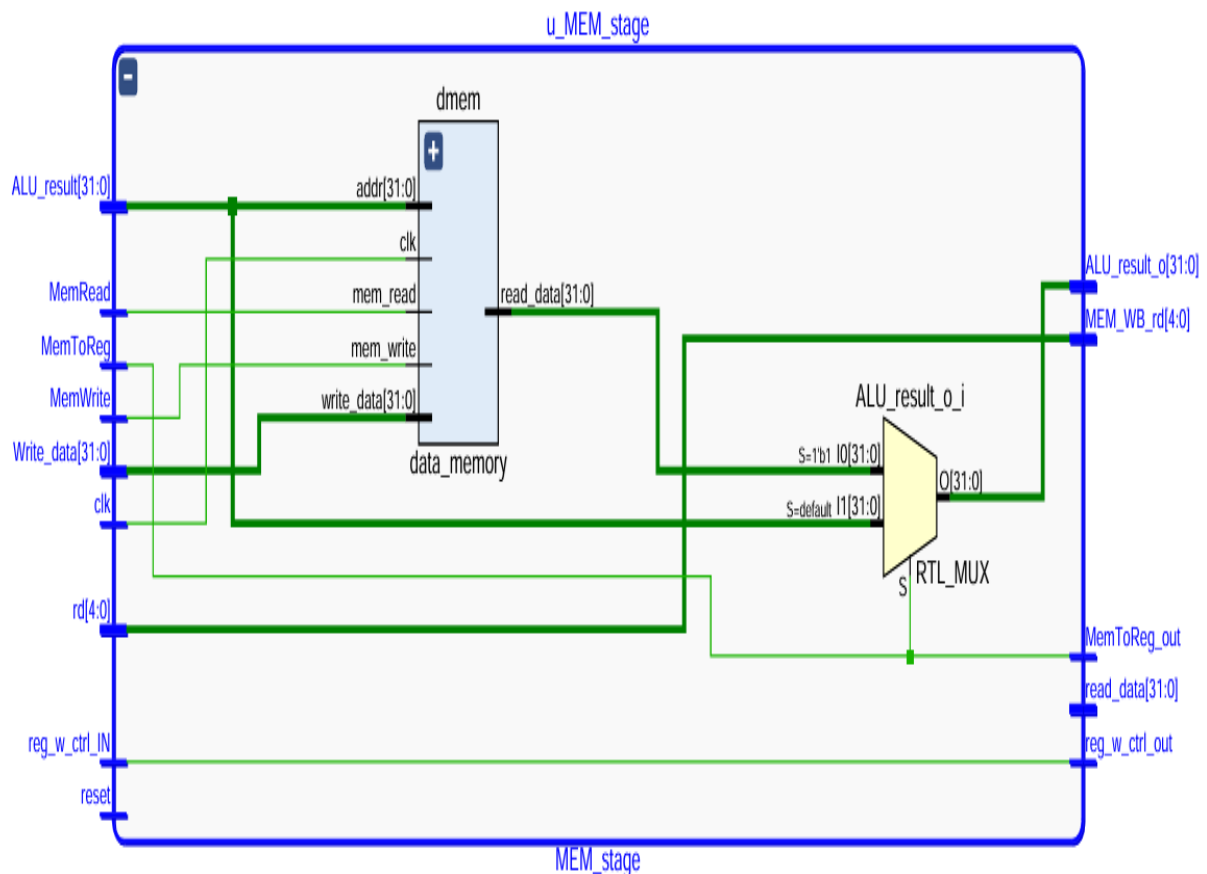 u_MEM_stage
dmem
ALU_result[31:0]
addr[31:0]
clk
MemRead
mem_read
read_data[31:0]
ALU_result_o[31:0]
MEM_WB_rd[4:0]
MemToReg
mem_write
MemWrite
write_data[31:0]
ALU_result_o_i
Write_data[31:0]
data_memory
S=1'b1 I0[31:0]
O[31:0]
clk
S=default I1[31:0]
S
RTL_MUX
rd[4:0]
MemToReg_out
read_data[31:0]
reg_w_ctrl_IN
reg_w_ctrl_out
reset
MEM_stage